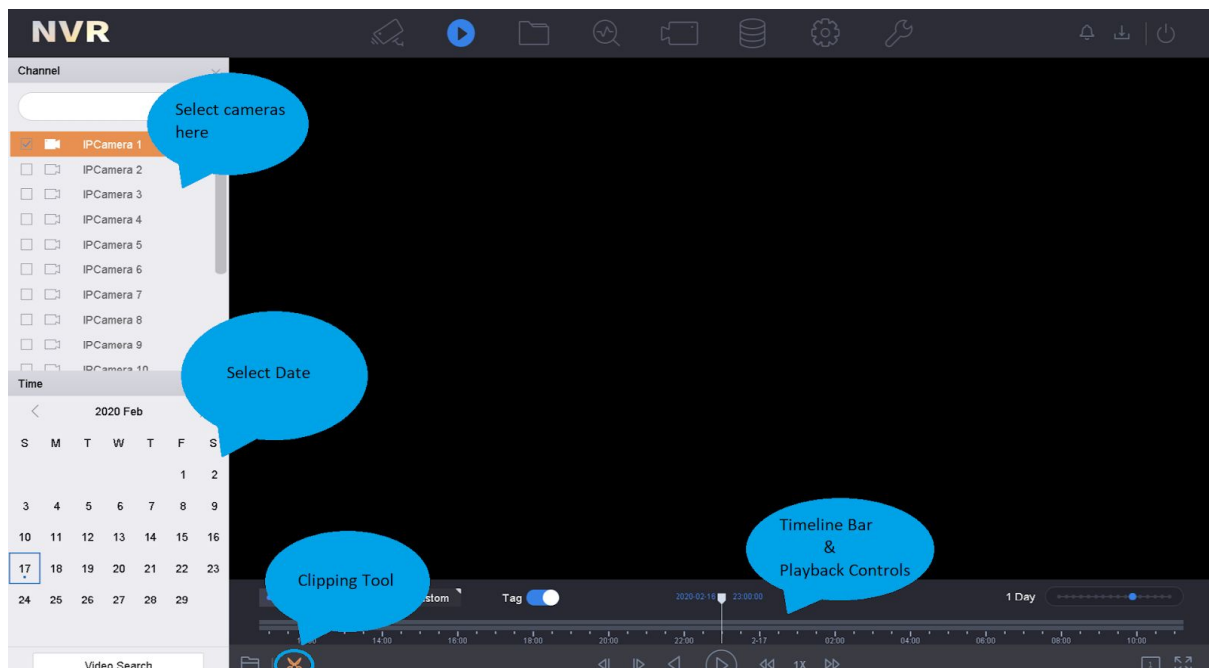 NVR
Channel
Select cameras
here
IPCamera 1
IPCamera 2
IPCamera 3
IPCamera 4
IPCamera 5
IPCamera 6
IPCamera 7
IPCamera 8
IPCamera 9
IPCamera 10
Time
Select Date
2020 Feb
S M T W T F S
1 2
3 4 5 6 7 8 9
10 11 12 13 14 15 16
17 18 19 20 21 22 23
24 25 26 27 28 29
Timeline Bar
&
Playback Controls
Clipping Tool
Tag
2020-02-16 23:00:00
1 Day
14:00 16:00 18:00 20:00 22:00 2-17 02:00 04:00 06:00 08:00 10:00
Video Search
1X
1